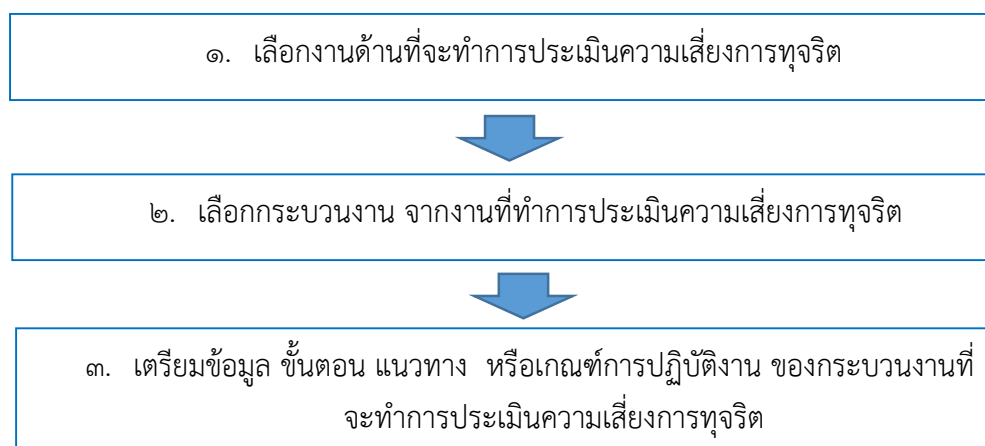 ๑. เลือกงานด้านที่จะทำการประเมินความเสี่ยงการทุจริต
๒. เลือกกระบวนงาน จากงานที่ทำการประเมินความเสี่ยงการทุจริต
๓. เตรียมข้อมูล ขั้นตอน แนวทาง หรือเกณฑ์การปฏิบัติงาน ของกระบวนงานที่
จะทำการประเมินความเสี่ยงการทุจริต